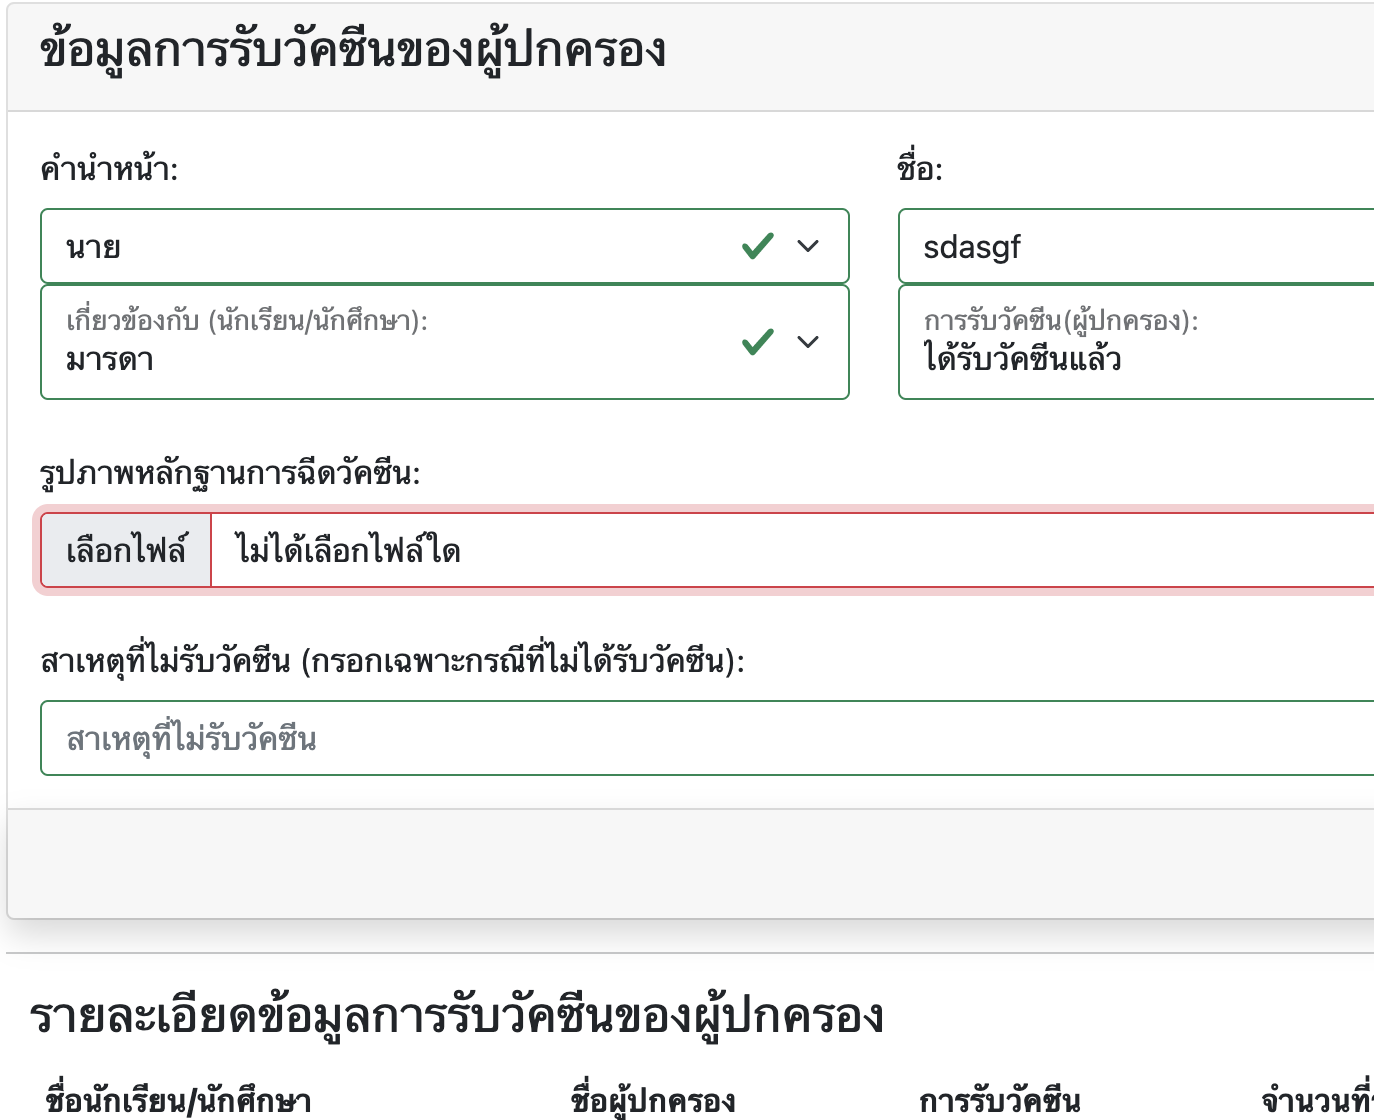 ข้อมูลการรับวัคซีนของผู้ปกครอง
คำนำหน้า: ชื่อ:
นาย sdasgf
เกี่ยวข้องกับ (นักเรียน/นักศึกษา): การรับวัคซีน(ผู้ปกครอง):
มารดา ได้รับวัคซีนแล้ว
รูปภาพหลักฐานการฉีดวัคซีน:
เลือกไฟล์ ไม่ได้เลือกไฟล์ใด
สาเหตุที่ไม่รับวัคซีน (กรอกเฉพาะกรณีที่ไม่ได้รับวัคซีน):
สาเหตุที่ไม่รับวัคซีน
รายละเอียดข้อมูลการรับวัคซีนของผู้ปกครอง
ชื่อนักเรียน/นักศึกษา ชื่อผู้ปกครอง การรับวัคซีน